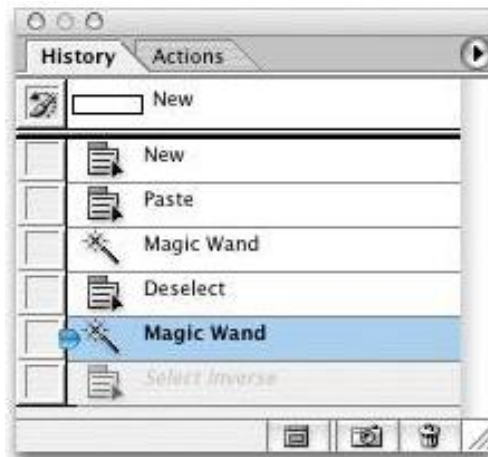 History Actions
New
New
Paste
Magic Wand
Deselect
Magic Wand
Select Inverse